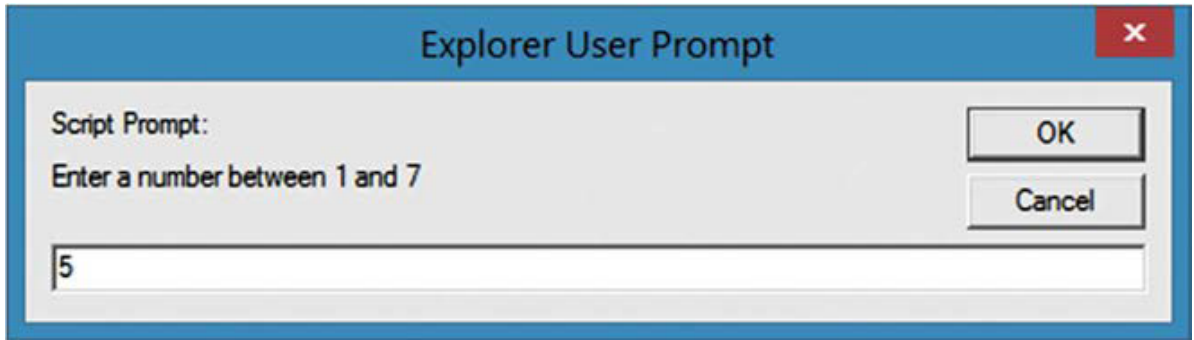 Explorer User Prompt
x
Script Prompt:
OK
Enter a number between 1 and 7
Cancel
5